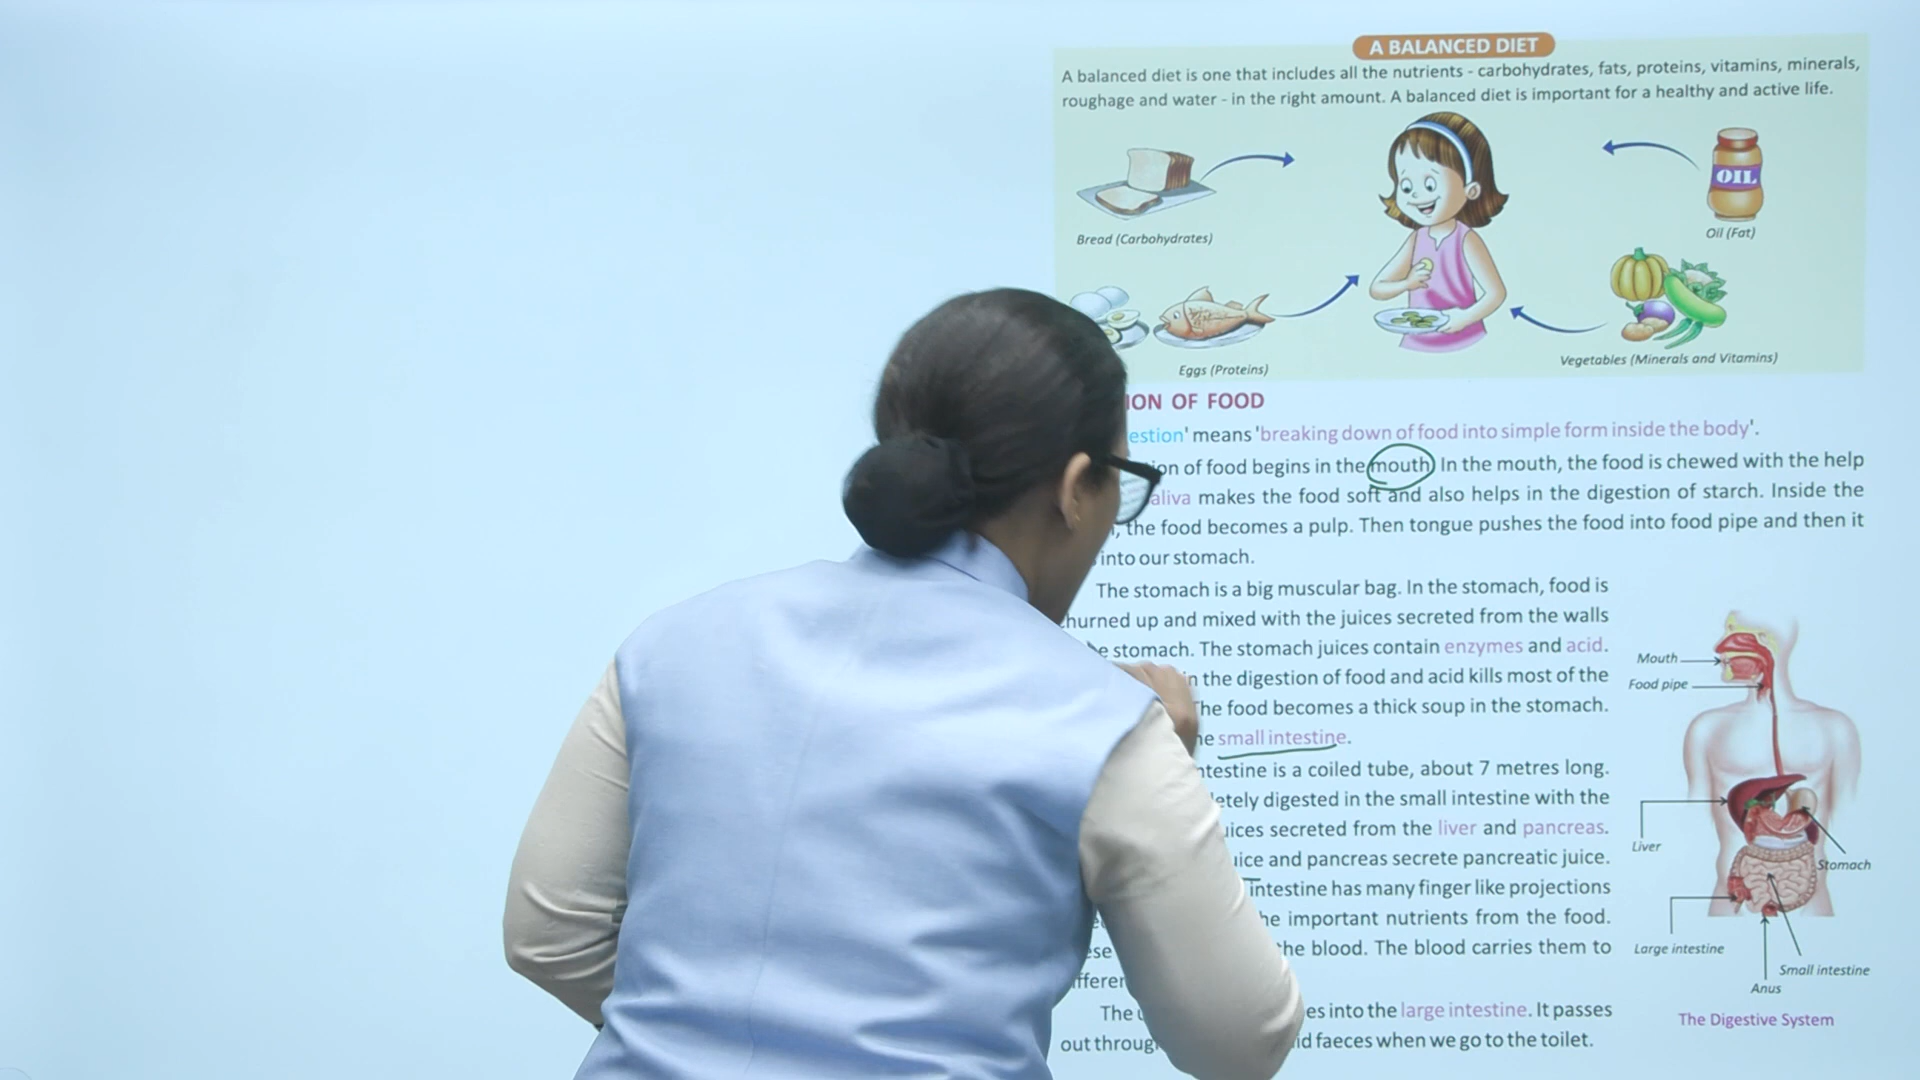 A BALANCED DIET
A balanced diet is one that includes all the nutrients - carbohydrates, fats, proteins, vitamins, minerals,
roughage and water - in the right amount. A balanced diet is important for a healthy and active life.
OIL
Bread (Carbohydrates)
Oil (Fat)
Eggs (Proteins)
Vegetables (Minerals and Vitamins)
ION OF FOOD
estion' means 'breaking down of food into simple form inside the body'.
ion of food begins in the mouth In the mouth, the food is chewed with the help
aliva makes the food soft and also helps in the digestion of starch. Inside the
, the food becomes a pulp. Then tongue pushes the food into food pipe and then it
into our stomach.
The stomach is a big muscular bag. In the stomach, food is
hurned up and mixed with the juices secreted from the walls
e stomach. The stomach juices contain enzymes and acid.
n the digestion of food and acid kills most of the
The food becomes a thick soup in the stomach.
he small intestine.
ntestine is a coiled tube, about 7 metres long.
etely digested in the small intestine with the
uices secreted from the liver and pancreas.
uice and pancreas secrete pancreatic juice.
intestine has many finger like projections
he important nutrients from the food.
ese the blood. The blood carries them to
fferen
The es into the large intestine. It passes
out throug id faeces when we go to the toilet.
Mouth
Food pipe
Liver
Stomach
Large intestine
Small intestine
Anus
The Digestive System